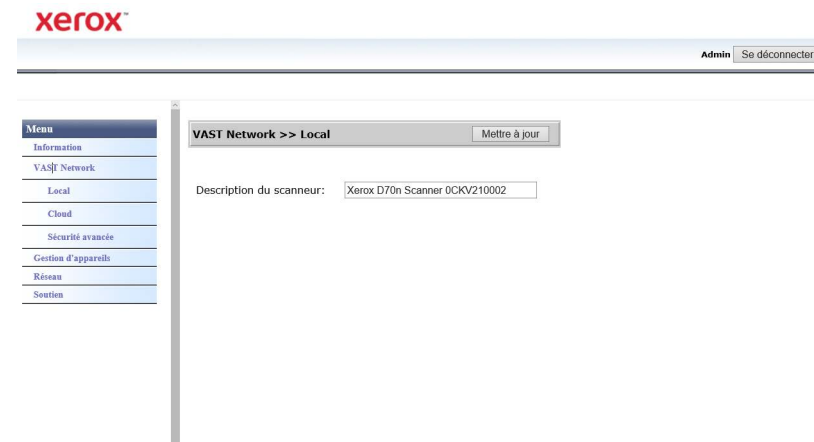 xerox™
Admin Se déconnecter
Menu
Information
VAST Network
Local
Cloud
Sécurité avancée
Gestion d'appareils
Réseau
Soutien
VAST Network >> Local Mettre à jour
Description du scanneur: Xerox D70n Scanner 0CKV210002